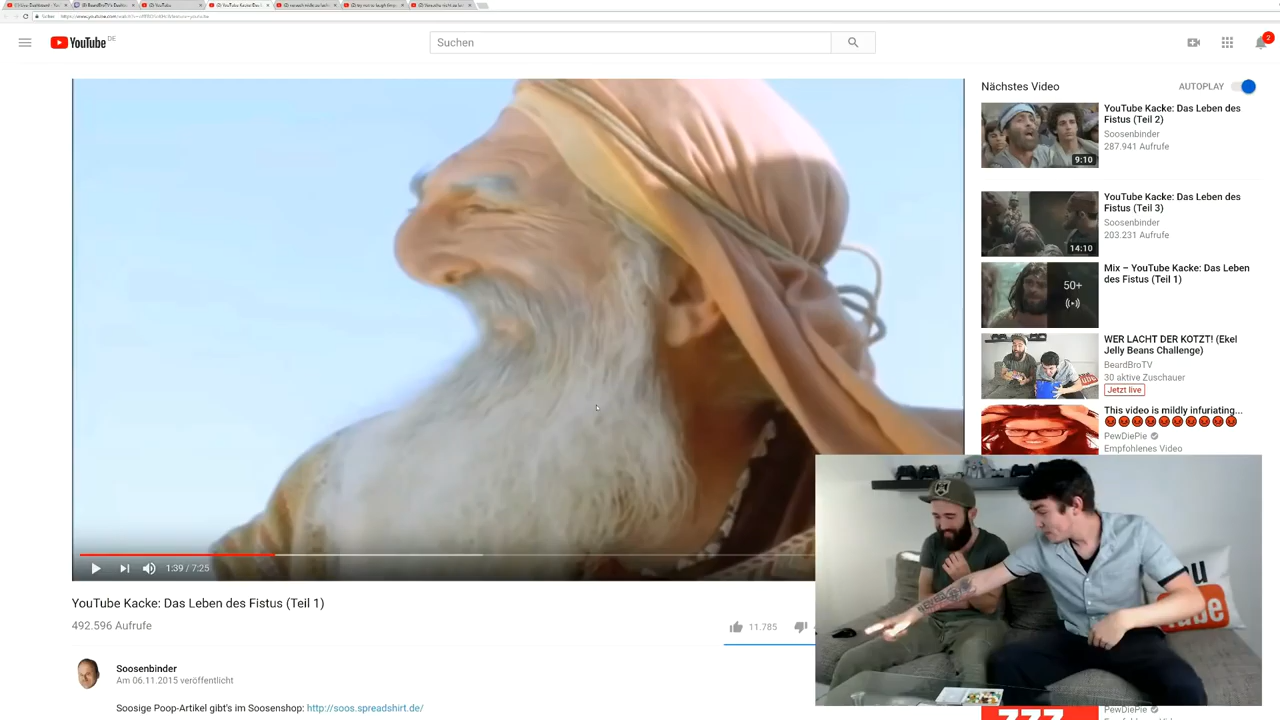 YouTube DE
Suchen
2
Nächstes Video
AUTOPLAY
YouTube Kacke: Das Leben des
Fistus (Teil 2)
Soosenbinder
287.941 Aufrufe
9:10
YouTube Kacke: Das Leben des
Fistus (Teil 3)
Soosenbinder
203.231 Aufrufe
14:10
Mix – YouTube Kacke: Das Leben
des Fistus (Teil 1)
50+
WER LACHT DER KOTZT! (Ekel
Jelly Beans Challenge)
BeardBroTV
30 aktive Zuschauer
Jetzt live
This video is mildly infuriating...
PewDiePie
Empfohlenes Video
1:39 / 7:25
YouTube Kacke: Das Leben des Fistus (Teil 1)
492.596 Aufrufe
11.785
Soosenbinder
Am 06.11.2015 veröffentlicht
Soosige Poop-Artikel gibt's im Soosenshop: http://soos.spreadshirt.de/
PewDiePie